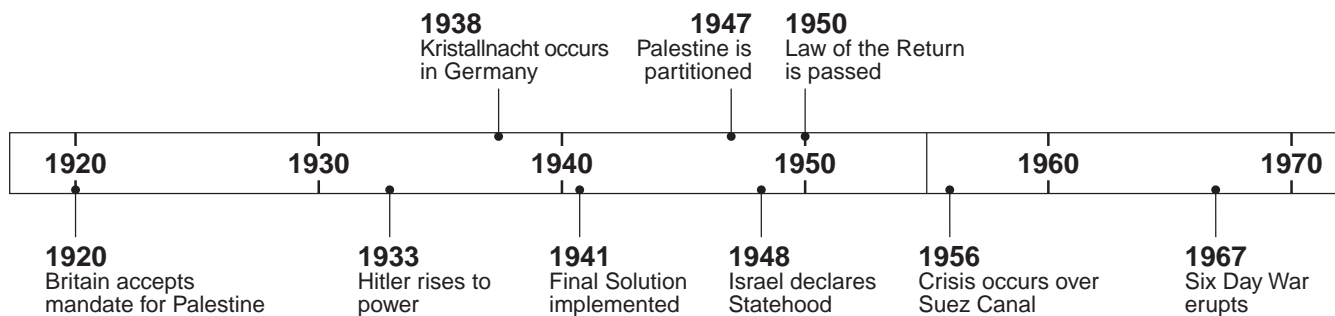 1938
Kristallnacht occurs
in Germany
1947
Palestine is
partitioned
1950
Law of the Return
is passed
1920
1930
1940
1950
1960
1970
1920
Britain accepts
mandate for Palestine
1933
Hitler rises to
power
1941
Final Solution
implemented
1948
Israel declares
Statehood
1956
Crisis occurs over
Suez Canal
1967
Six Day War
erupts